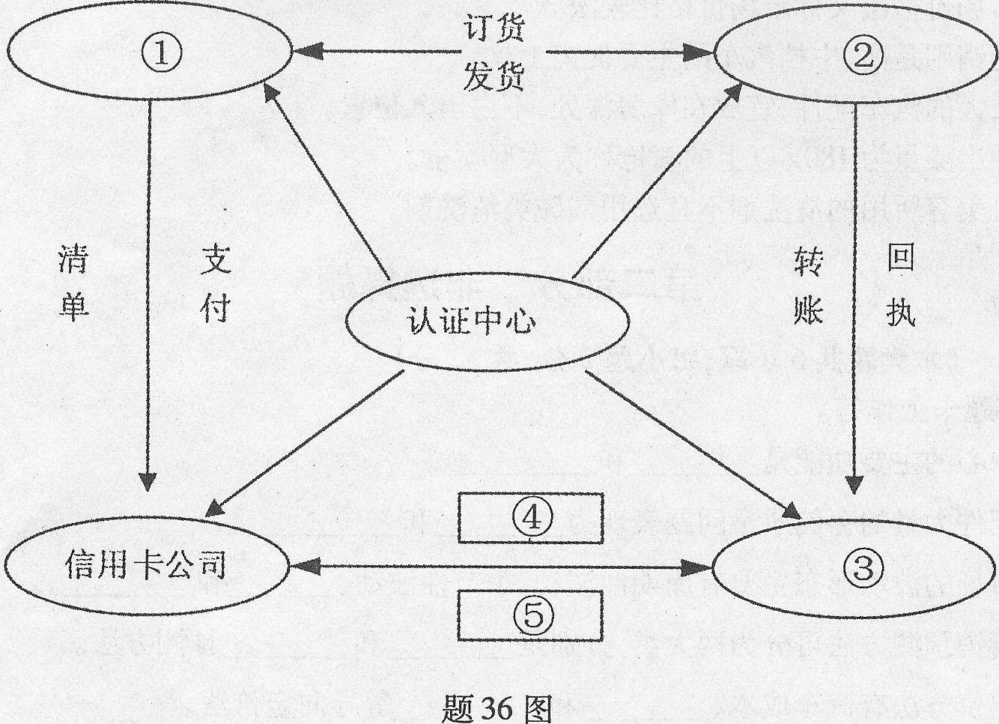 ①
订货
发货
②
清单
支付
转账
回执
认证中心
信用卡公司
④
⑤
③
题36图